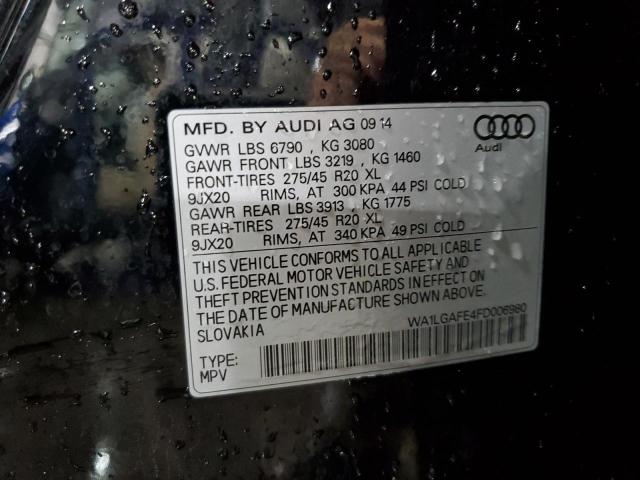 MFD. BY AUDI AG 09 14
GVWR LBS 6790 , KG 3080
GAWR FRONT LBS 3219 , KG 1460
FRONT-TIRES 275/45 R20 XL
9JX20 RIMS, AT 300 KPA 44 PSI COLD
GAWR REAR LBS 3913 , KG 1775
REAR-TIRES 275/45 R20 XL
9JX20 RIMS, AT 340 KPA 49 PSI COLD
Audi
THIS VEHICLE CONFORMS TO ALL APPLICABLE
U.S. FEDERAL MOTOR VEHICLE SAFETY AND
THEFT PREVENTION STANDARDS IN EFFECT ON
THE DATE OF MANUFACTURE SHOWN ABOVE.
SLOVAKIA
WA1LGAFE4FD006980
TYPE:
MPV